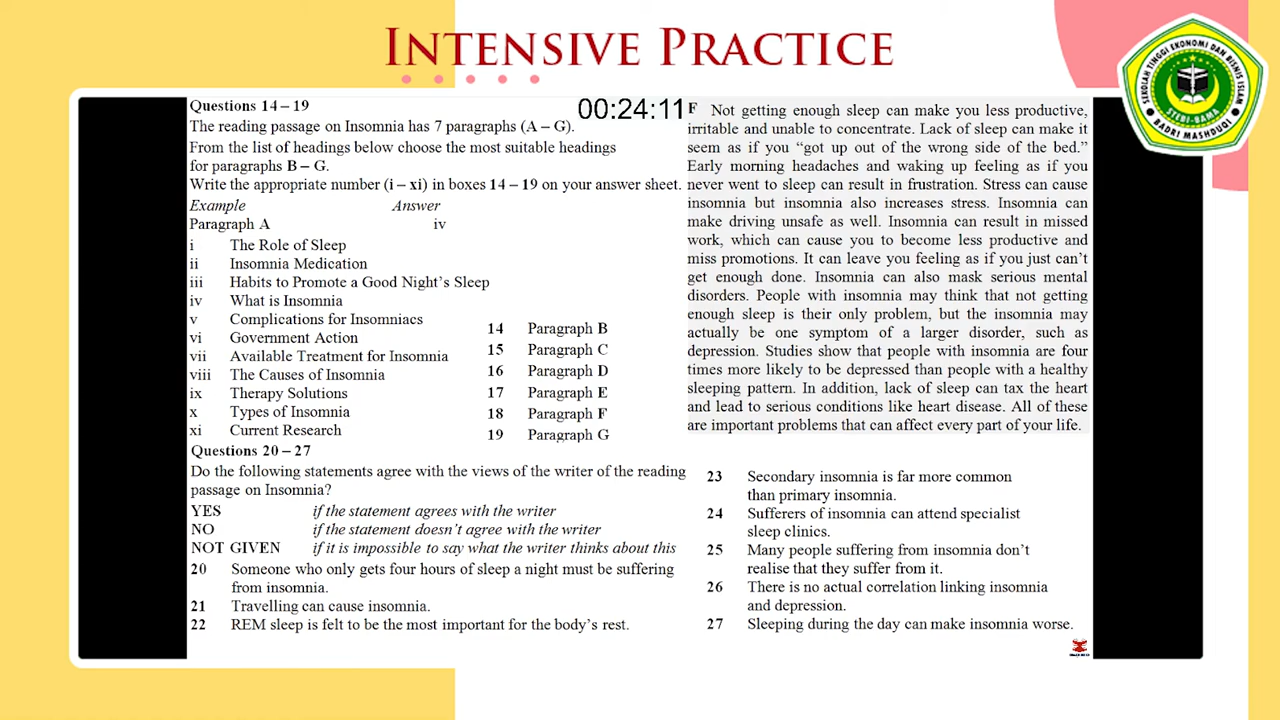 INTENSIVE PRACTICE
SEKOLAH TINGGI EKONOMI DAN BISNIS ISLAM
STEBI-BAMA
BADRI MASHDUQI
00:24:11
Questions 14 – 19
The reading passage on Insomnia has 7 paragraphs (A – G).
From the list of headings below choose the most suitable headings
for paragraphs B – G.
Write the appropriate number (i – xi) in boxes 14 – 19 on your answer sheet.
Example Answer
Paragraph A iv
i The Role of Sleep
ii Insomnia Medication
iii Habits to Promote a Good Night's Sleep
iv What is Insomnia
v Complications for Insomniacs
vi Government Action
vii Available Treatment for Insomnia
viii The Causes of Insomnia
ix Therapy Solutions
x Types of Insomnia
xi Current Research
14 Paragraph B
15 Paragraph C
16 Paragraph D
17 Paragraph E
18 Paragraph F
19 Paragraph G
Questions 20 – 27
Do the following statements agree with the views of the writer of the reading
passage on Insomnia?
YES if the statement agrees with the writer
NO if the statement doesn't agree with the writer
NOT GIVEN if it is impossible to say what the writer thinks about this
20 Someone who only gets four hours of sleep a night must be suffering
from insomnia.
21 Travelling can cause insomnia.
22 REM sleep is felt to be the most important for the body's rest.
F Not getting enough sleep can make you less productive,
irritable and unable to concentrate. Lack of sleep can make it
seem as if you “got up out of the wrong side of the bed.”
Early morning headaches and waking up feeling as if you
never went to sleep can result in frustration. Stress can cause
insomnia but insomnia also increases stress. Insomnia can
make driving unsafe as well. Insomnia can result in missed
work, which can cause you to become less productive and
miss promotions. It can leave you feeling as if you just can't
get enough done. Insomnia can also mask serious mental
disorders. People with insomnia may think that not getting
enough sleep is their only problem, but the insomnia may
actually be one symptom of a larger disorder, such as
depression. Studies show that people with insomnia are four
times more likely to be depressed than people with a healthy
sleeping pattern. In addition, lack of sleep can tax the heart
and lead to serious conditions like heart disease. All of these
are important problems that can affect every part of your life.
23 Secondary insomnia is far more common
than primary insomnia.
24 Sufferers of insomnia can attend specialist
sleep clinics.
25 Many people suffering from insomnia don't
realise that they suffer from it.
26 There is no actual correlation linking insomnia
and depression.
27 Sleeping during the day can make insomnia worse.